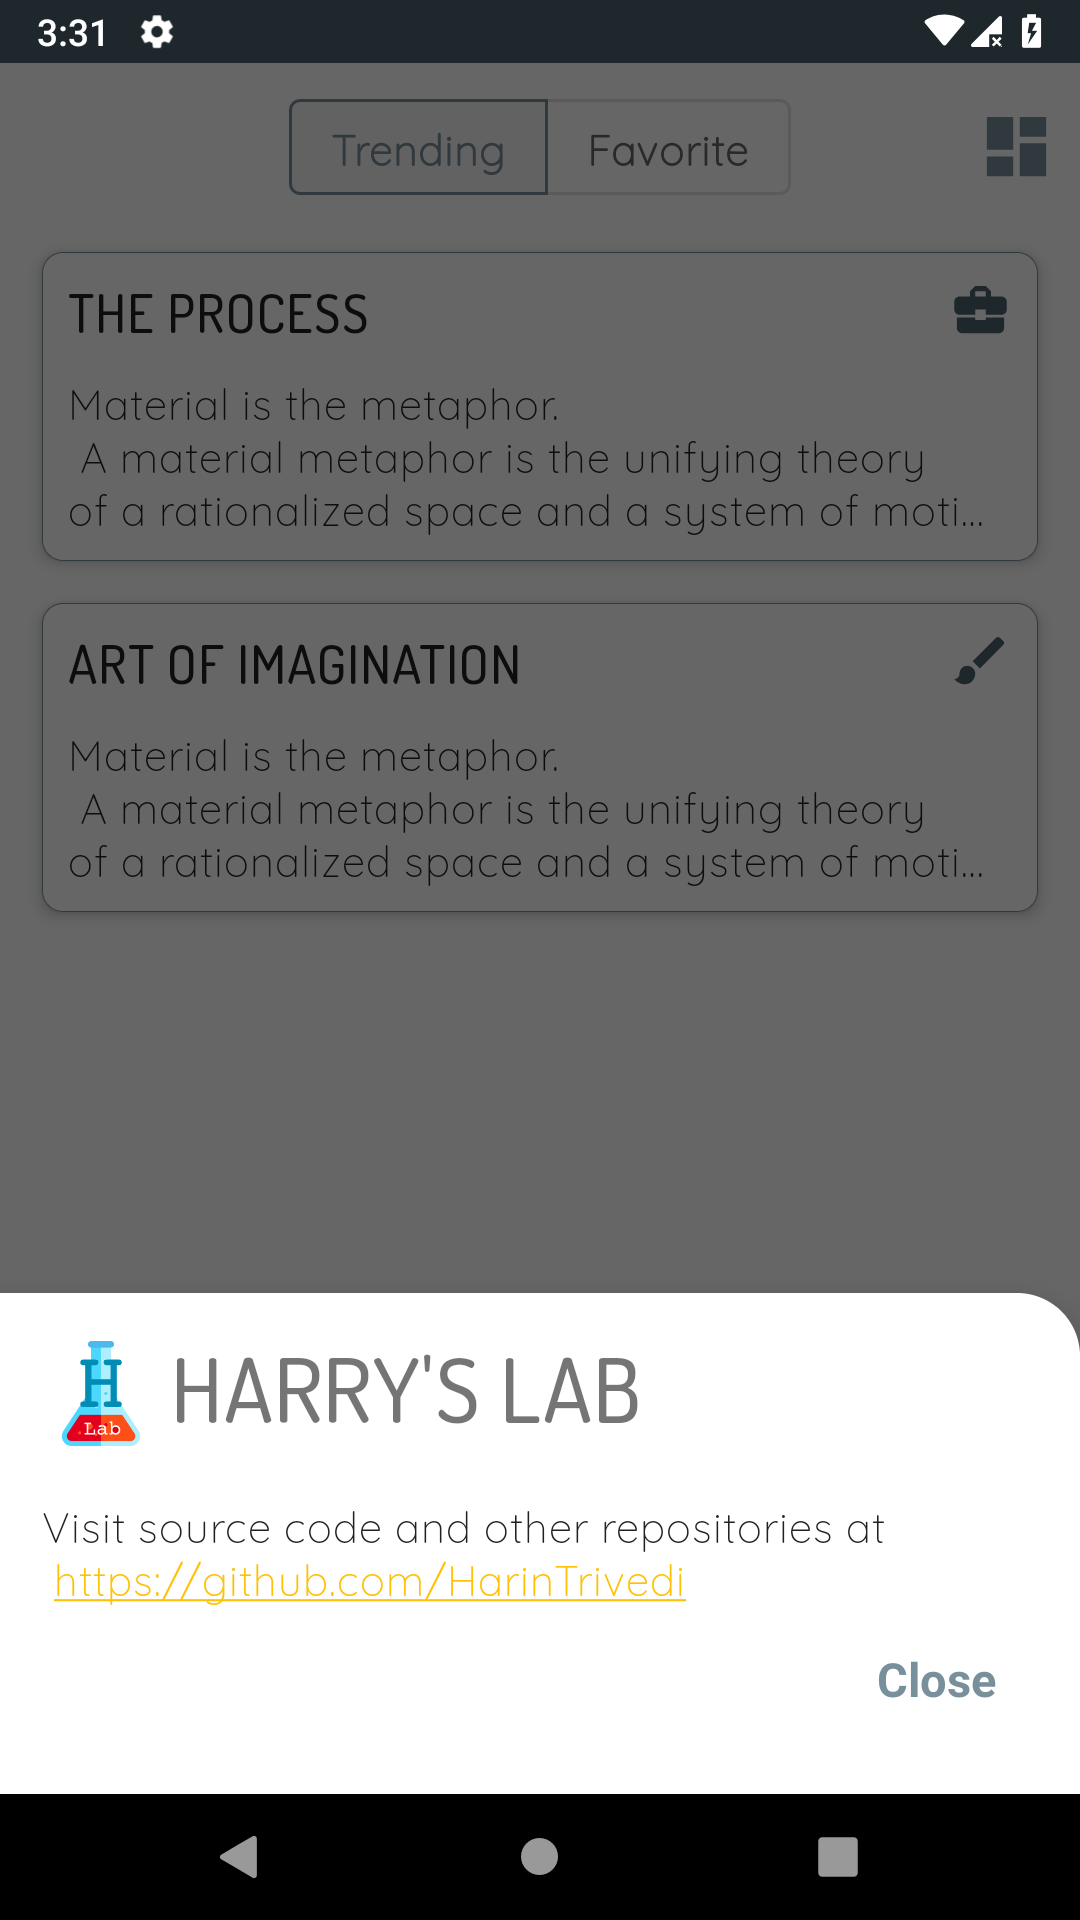 3:31
Trending Favorite
THE PROCESS
Material is the metaphor.
A material metaphor is the unifying theory
of a rationalized space and a system of moti...
ART OF IMAGINATION
Material is the metaphor.
A material metaphor is the unifying theory
of a rationalized space and a system of moti...
H
Lab
HARRY'S LAB
Visit source code and other repositories at
https://github.com/HarinTrivedi
Close